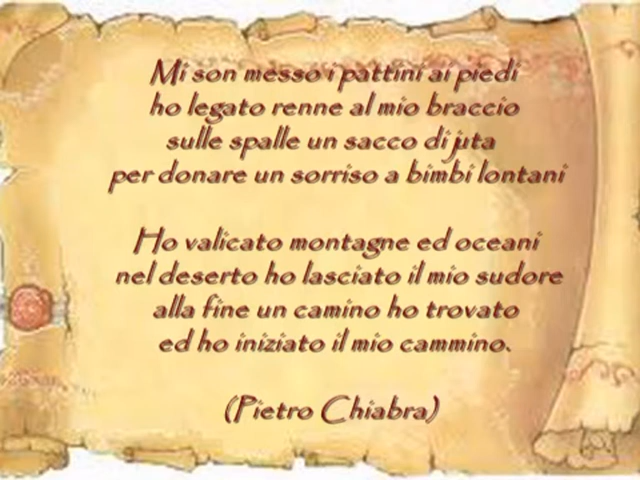 Mi son messo i pattini ai piedi
ho legato renne al mio braccio
sulle spalle un sacco di juta
per donare un sorriso a bimbi lontani
Ho valicato montagne ed oceani
nel deserto ho lasciato il mio sudore
alla fine un camino ho trovato
ed ho iniziato il mio cammino.
(Pietro Chiabra)